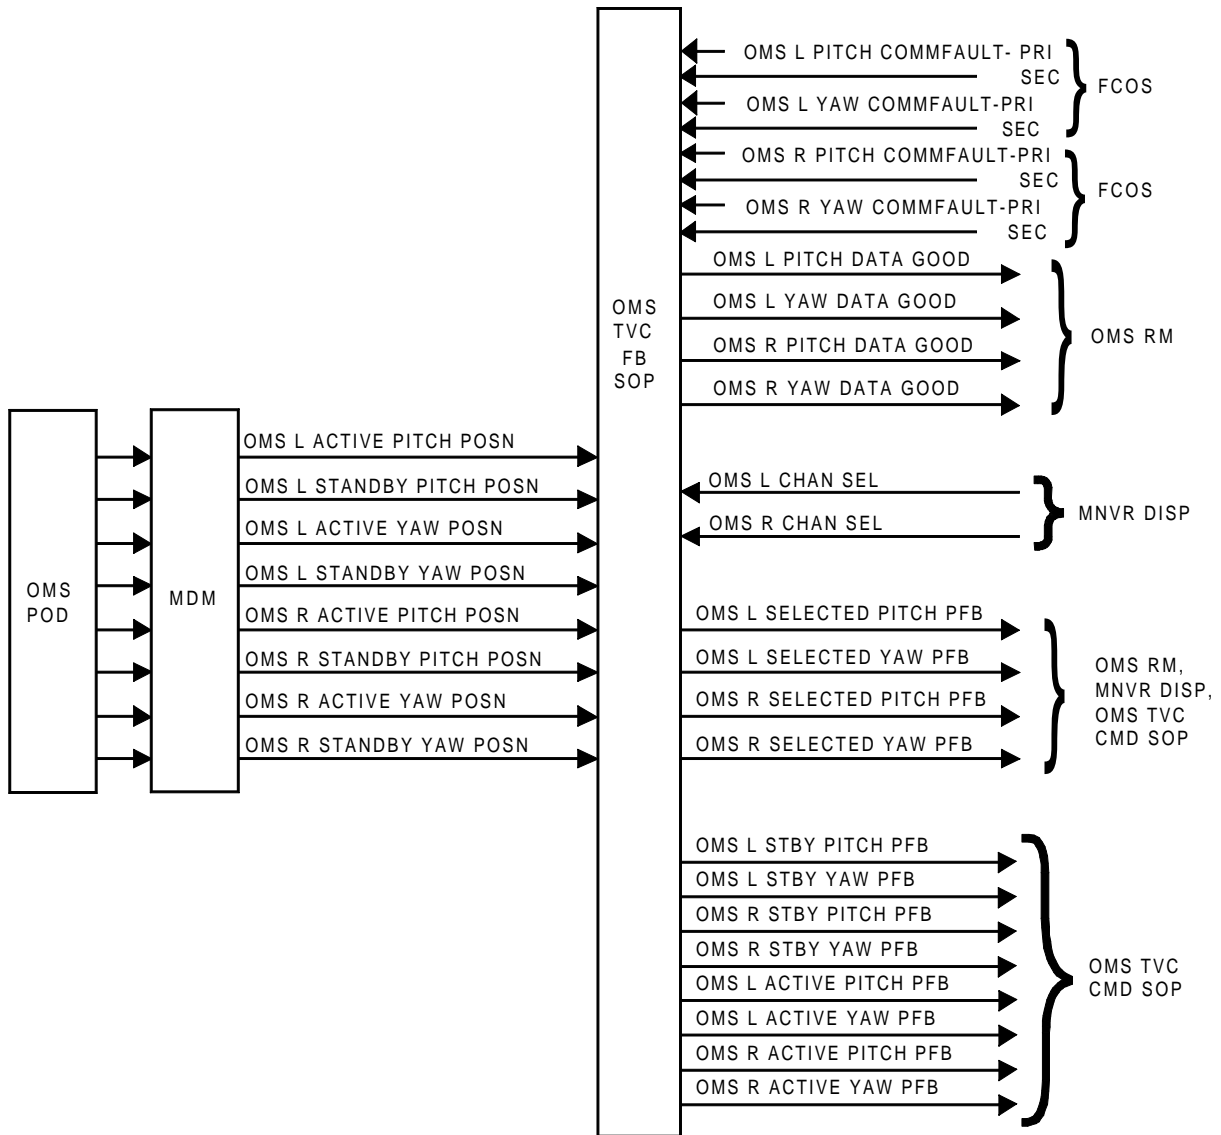 OMS L PITCH COMMFAULT- PRI
SEC
OMS L YAW COMMFAULT-PRI
SEC
FCOS
OMS R PITCH COMMFAULT-PRI
SEC
OMS R YAW COMMFAULT-PRI
SEC
FCOS
OMS L PITCH DATA GOOD
OMS L YAW DATA GOOD
OMS R PITCH DATA GOOD
OMS R YAW DATA GOOD
OMS RM
OMS
TVC
FB
SOP
OMS
POD
MDM
OMS L ACTIVE PITCH POSN
OMS L STANDBY PITCH POSN
OMS L ACTIVE YAW POSN
OMS L STANDBY YAW POSN
OMS R ACTIVE PITCH POSN
OMS R STANDBY PITCH POSN
OMS R ACTIVE YAW POSN
OMS R STANDBY YAW POSN
OMS L CHAN SEL
OMS R CHAN SEL
MNVR DISP
OMS L SELECTED PITCH PFB
OMS L SELECTED YAW PFB
OMS R SELECTED PITCH PFB
OMS R SELECTED YAW PFB
OMS RM,
MNVR DISP,
OMS TVC
CMD SOP
OMS L STBY PITCH PFB
OMS L STBY YAW PFB
OMS R STBY PITCH PFB
OMS R STBY YAW PFB
OMS L ACTIVE PITCH PFB
OMS L ACTIVE YAW PFB
OMS R ACTIVE PITCH PFB
OMS R ACTIVE YAW PFB
OMS TVC
CMD SOP